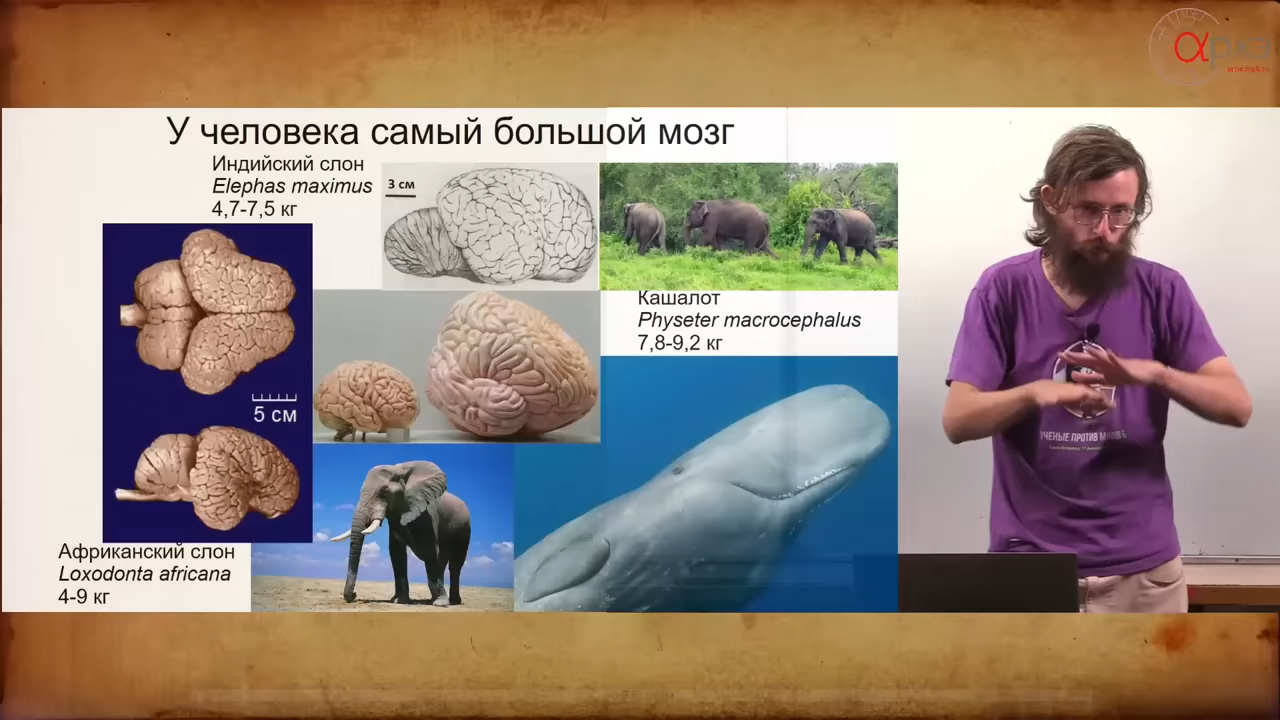 У человека самый большой мозг
Индийский слон
Elephas maximus
4,7-7,5 кг
3 см
Кашалот
Physeter macrocephalus
7,8-9,2 кг
5 см
Африканский слон
Loxodonta africana
4-9 кг
УЧЕНЫЕ ПРОТИВ